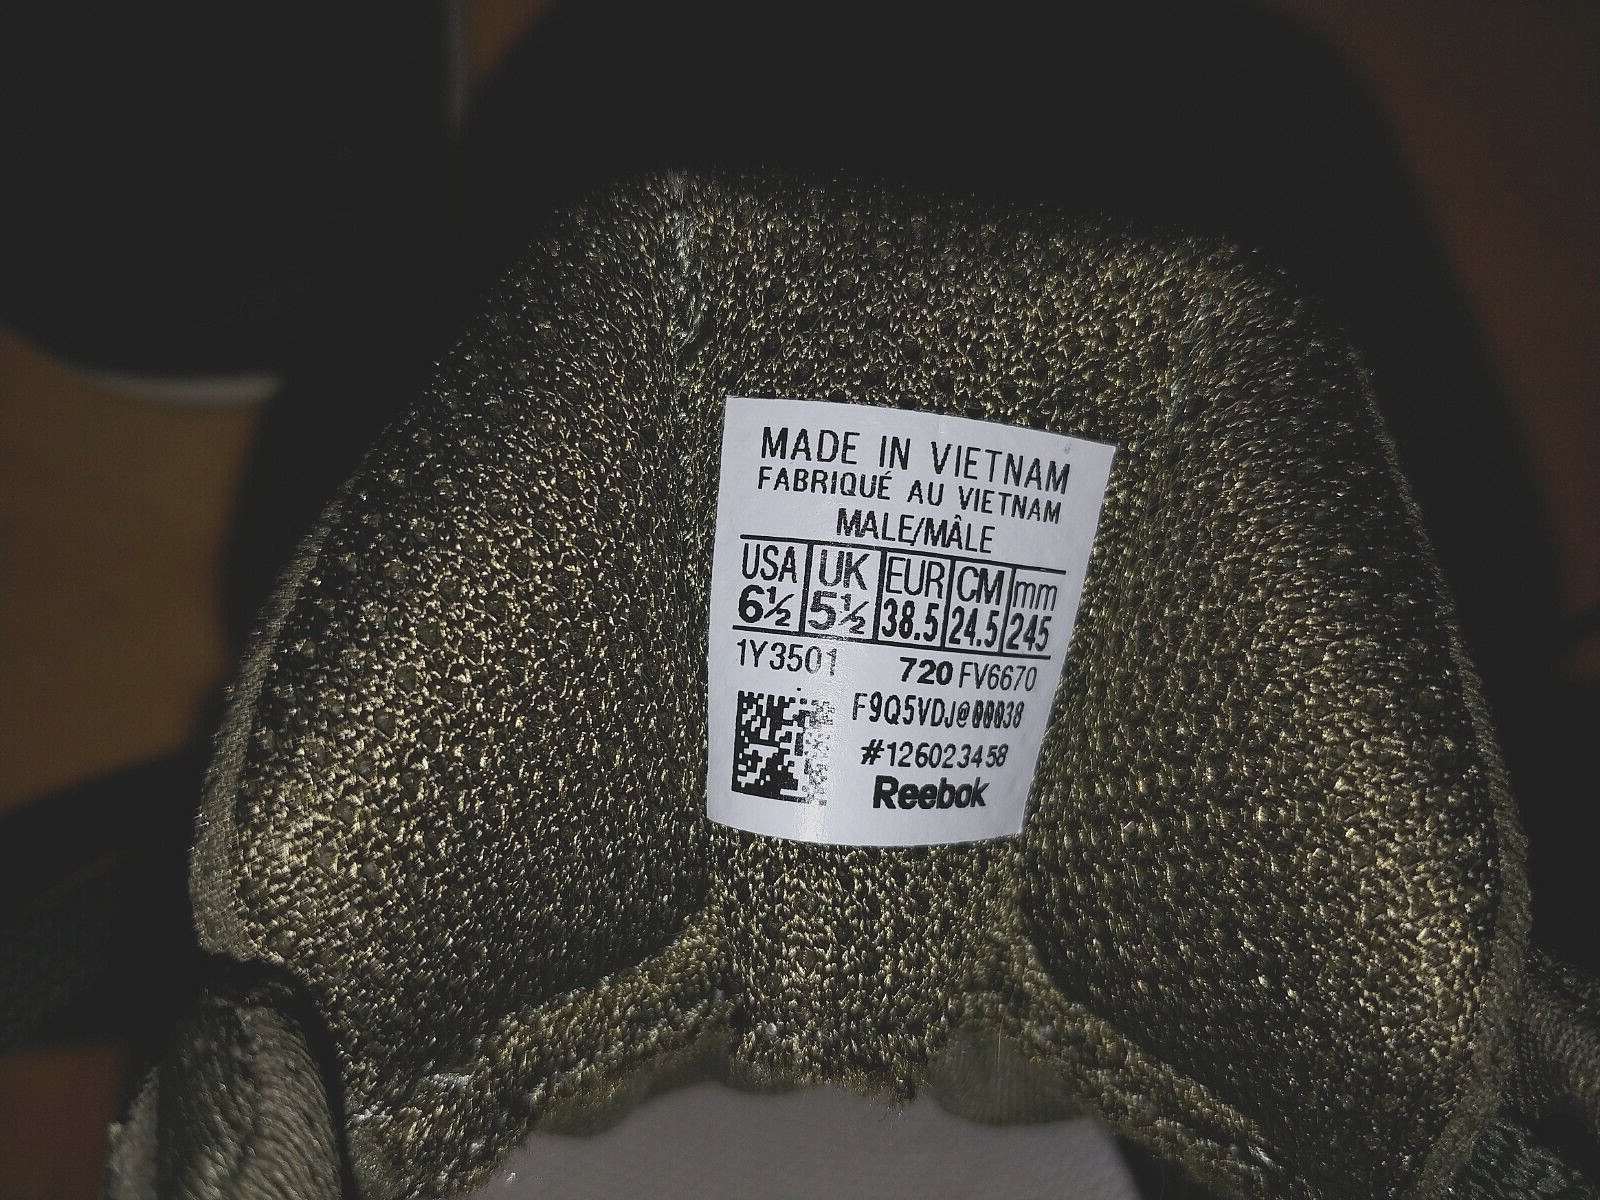 MADE IN VIETNAM
FABRIQUÉ AU VIETNAM
MALE/MÂLE
USA UK EUR CM mm
6½ 5½ 38.5 24.5 245
1Y3501 720 FV6670
F9Q5VDJ@00038
#126023458
Reebok